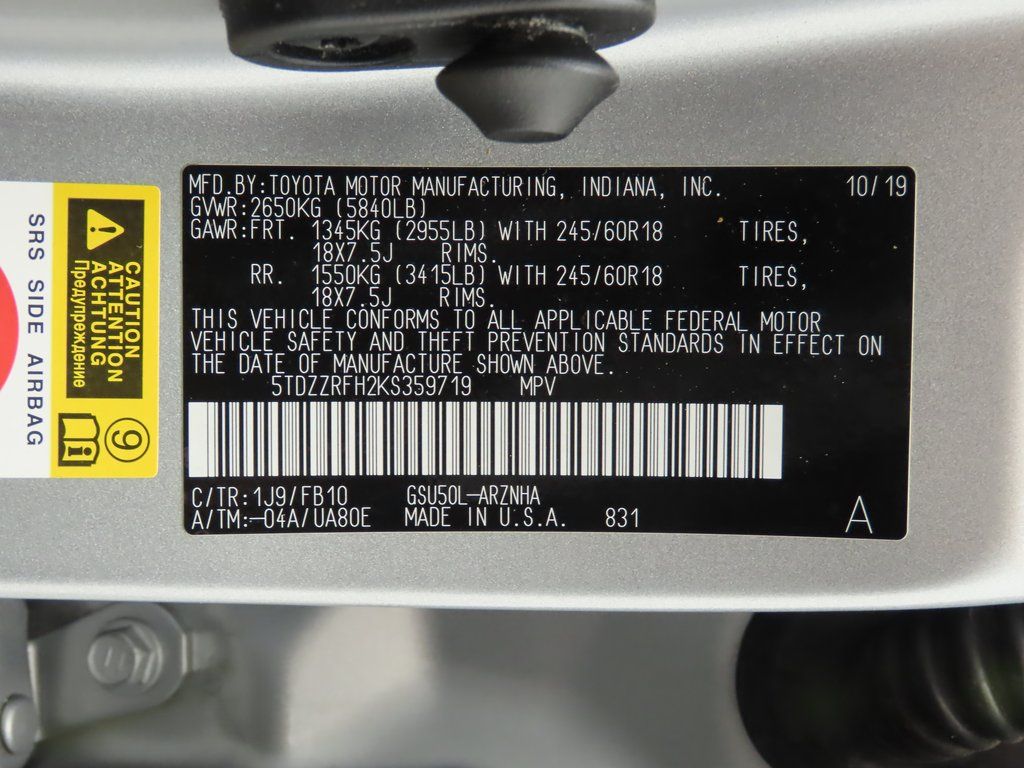 MFD.BY:TOYOTA MOTOR MANUFACTURING, INDIANA, INC. 10/19
GVWR:2650KG (5840LB)
GAWR:FRT. 1345KG (2955LB) WITH 245/60R18 TIRES,
18X7.5J RIMS.
RR. 1550KG (3415LB) WITH 245/60R18 TIRES,
18X7.5J RIMS.
THIS VEHICLE CONFORMS TO ALL APPLICABLE FEDERAL MOTOR
VEHICLE SAFETY AND THEFT PREVENTION STANDARDS IN EFFECT ON
THE DATE OF MANUFACTURE SHOWN ABOVE.
5TDZZRFH2KS359719 MPV
C/TR:1J9/FB10 GSU50L-ARZNHA
A/TM:-04A/UA80E MADE IN U.S.A. 831 A
CAUTION
ATTENTION
ACHTUNG
Предупреждение
9
i
SRS SIDE AIRBAG